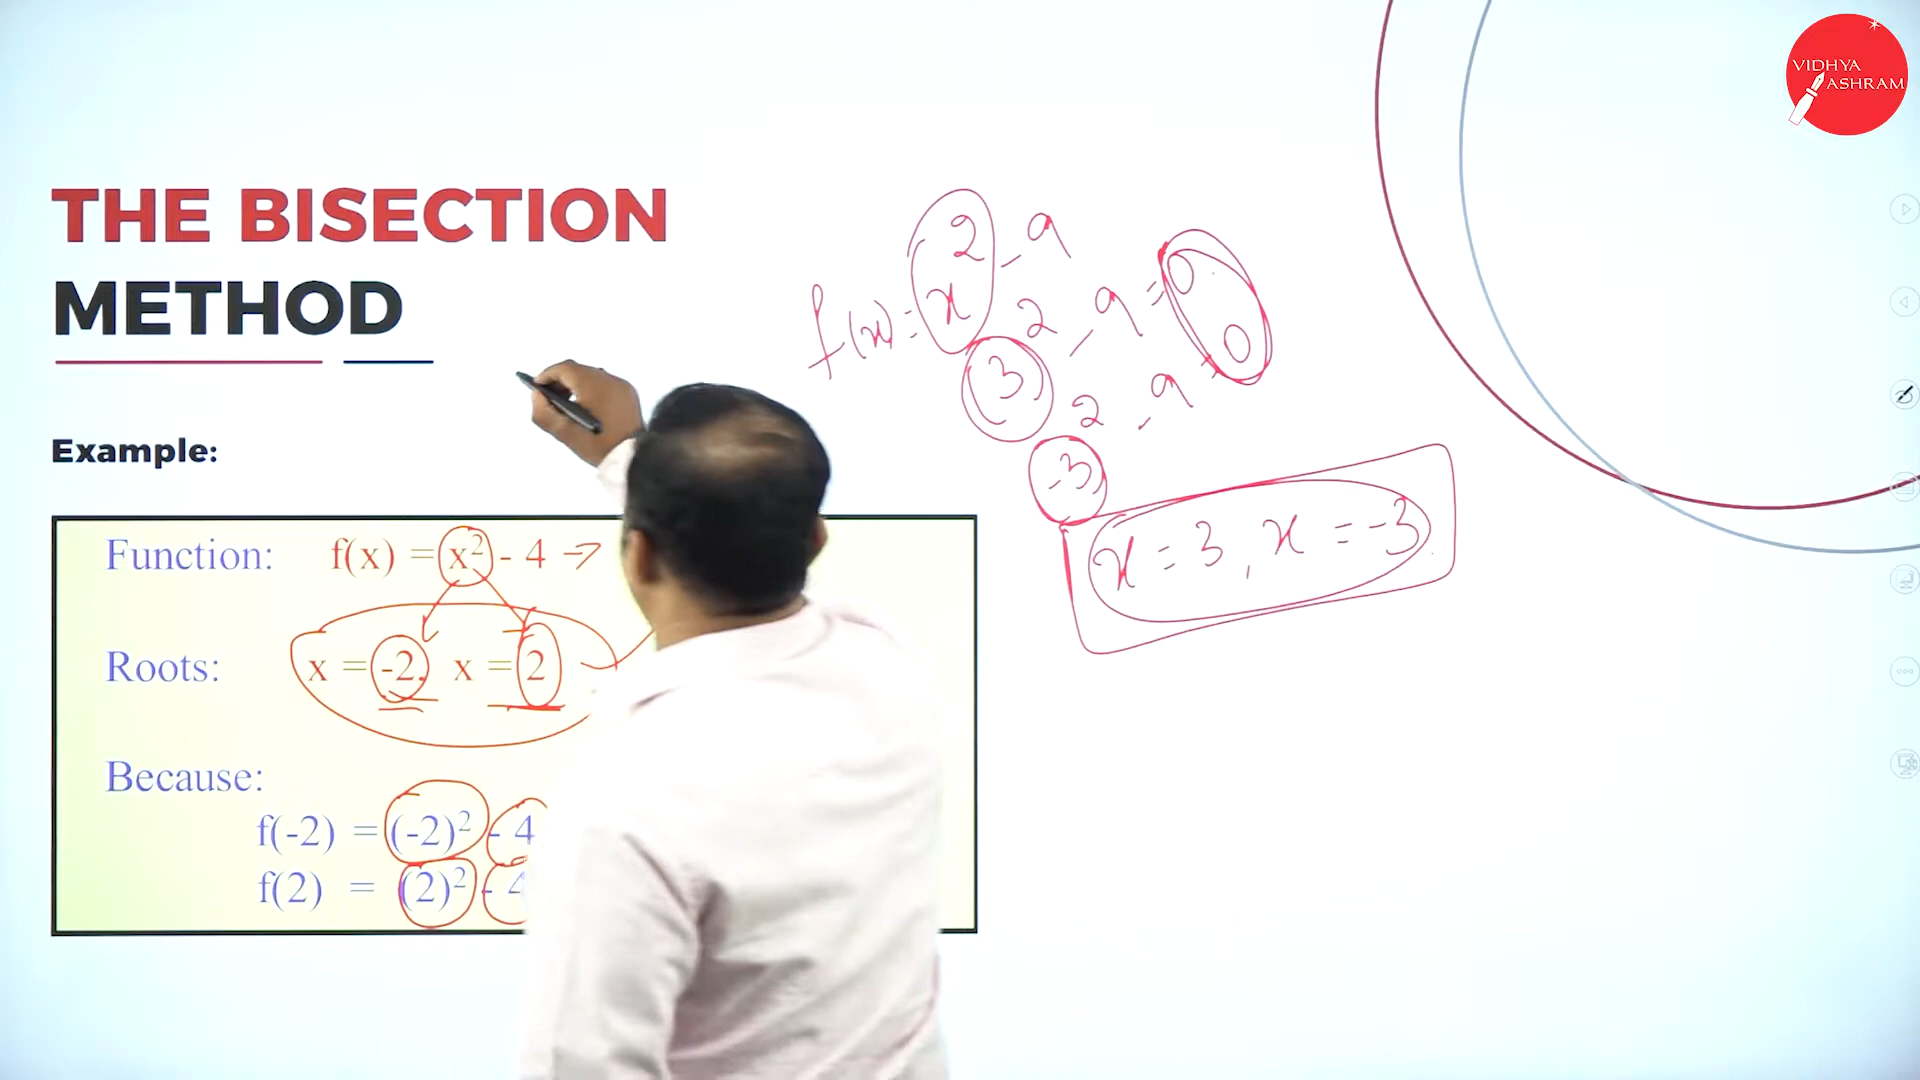 VIDHYA
ASHRAM
THE BISECTION
METHOD
Example:
Function: f(x) = x² - 4 →
Roots: x = -2, x = 2
Because:
f(-2) = (-2)² - 4
f(2) = (2)² - 4
f(x) = x² - 9
3² - 9 = 0
-3² - 9 = 0
x = 3, x = -3